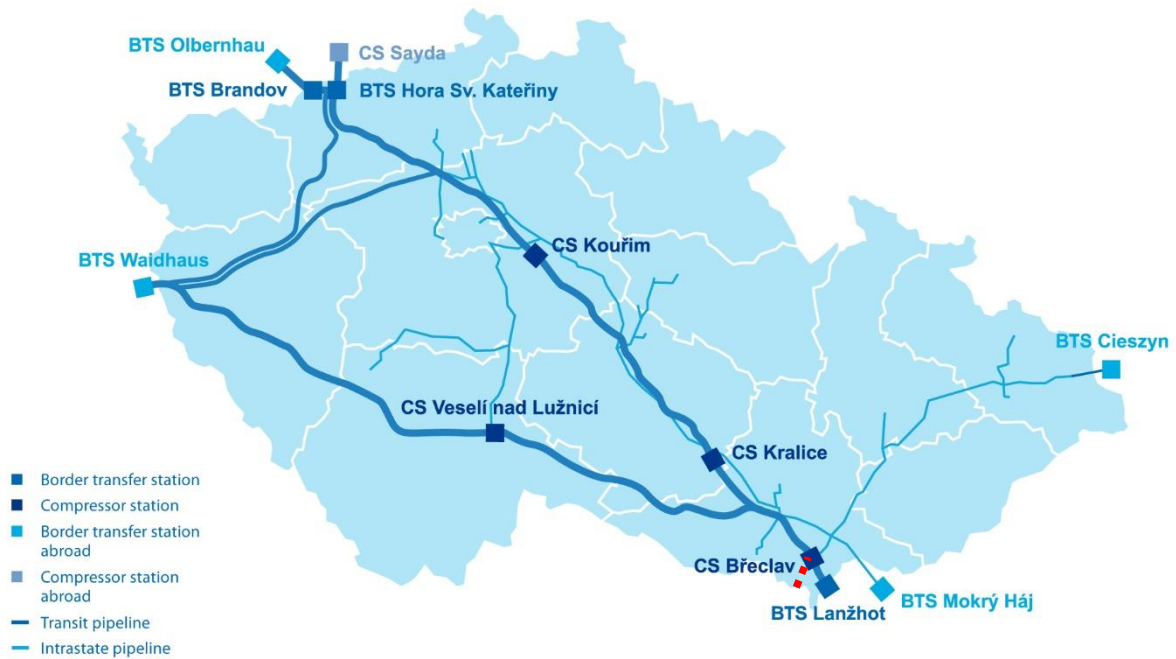 BTS Olbernhau
CS Sayda
BTS Brandov
BTS Hora Sv. Kateřiny
CS Kouřim
BTS Waidhaus
BTS Cieszyn
CS Veselí nad Lužnicí
CS Kralice
CS Břeclav
BTS Mokrý Háj
BTS Lanžhot
Border transfer station
Compressor station
Border transfer station
abroad
Compressor station
abroad
Transit pipeline
Intrastate pipeline